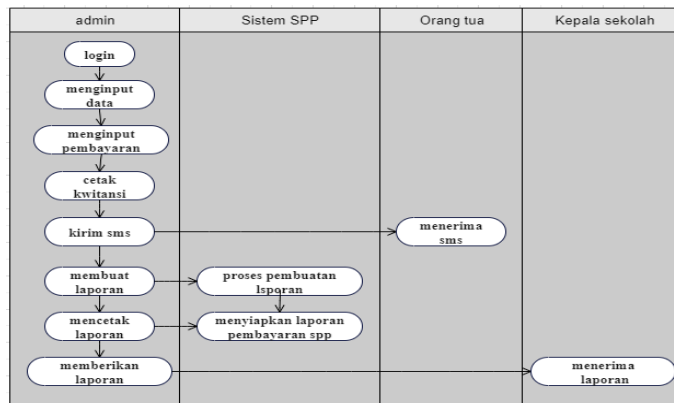 admin
Sistem SPP
Orang tua
Kepala sekolah
login
menginput
data
menginput
pembayaran
cetak
kwitansi
kirim sms
menerima
sms
membuat
laporan
proses pembuatan
lsporan
mencetak
laporan
menyiapkan laporan
pembayaran spp
memberikan
laporan
menerima
laporan